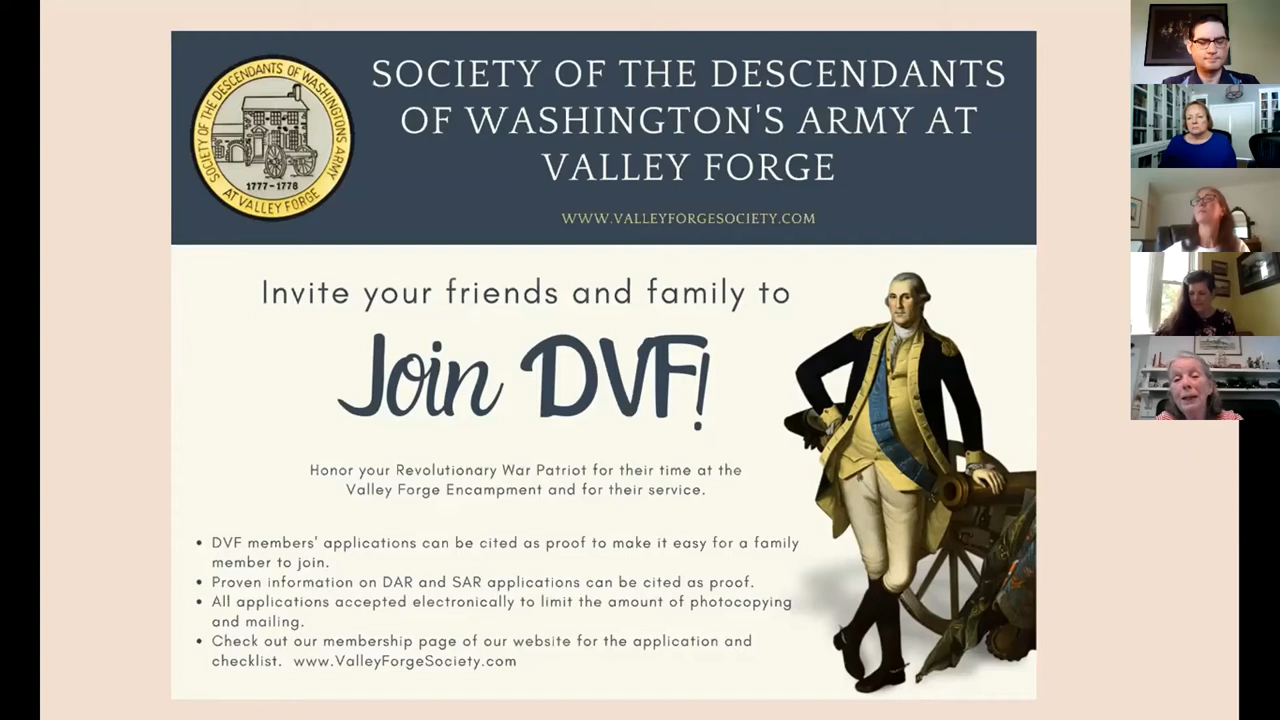 SOCIETY OF THE DESCENDANTS OF WASHINGTON'S ARMY
AT VALLEY FORGE
1777-1778
SOCIETY OF THE DESCENDANTS
OF WASHINGTON'S ARMY AT
VALLEY FORGE
WWW.VALLEYFORGESOCIETY.COM
Invite your friends and family to
Join DVF!
Honor your Revolutionary War Patriot for their time at the
Valley Forge Encampment and for their service.
• DVF members' applications can be cited as proof to make it easy for a family
member to join.
• Proven information on DAR and SAR applications can be cited as proof.
• All applications accepted electronically to limit the amount of photocopying
and mailing.
• Check out our membership page of our website for the application and
checklist. www.ValleyForgeSociety.com